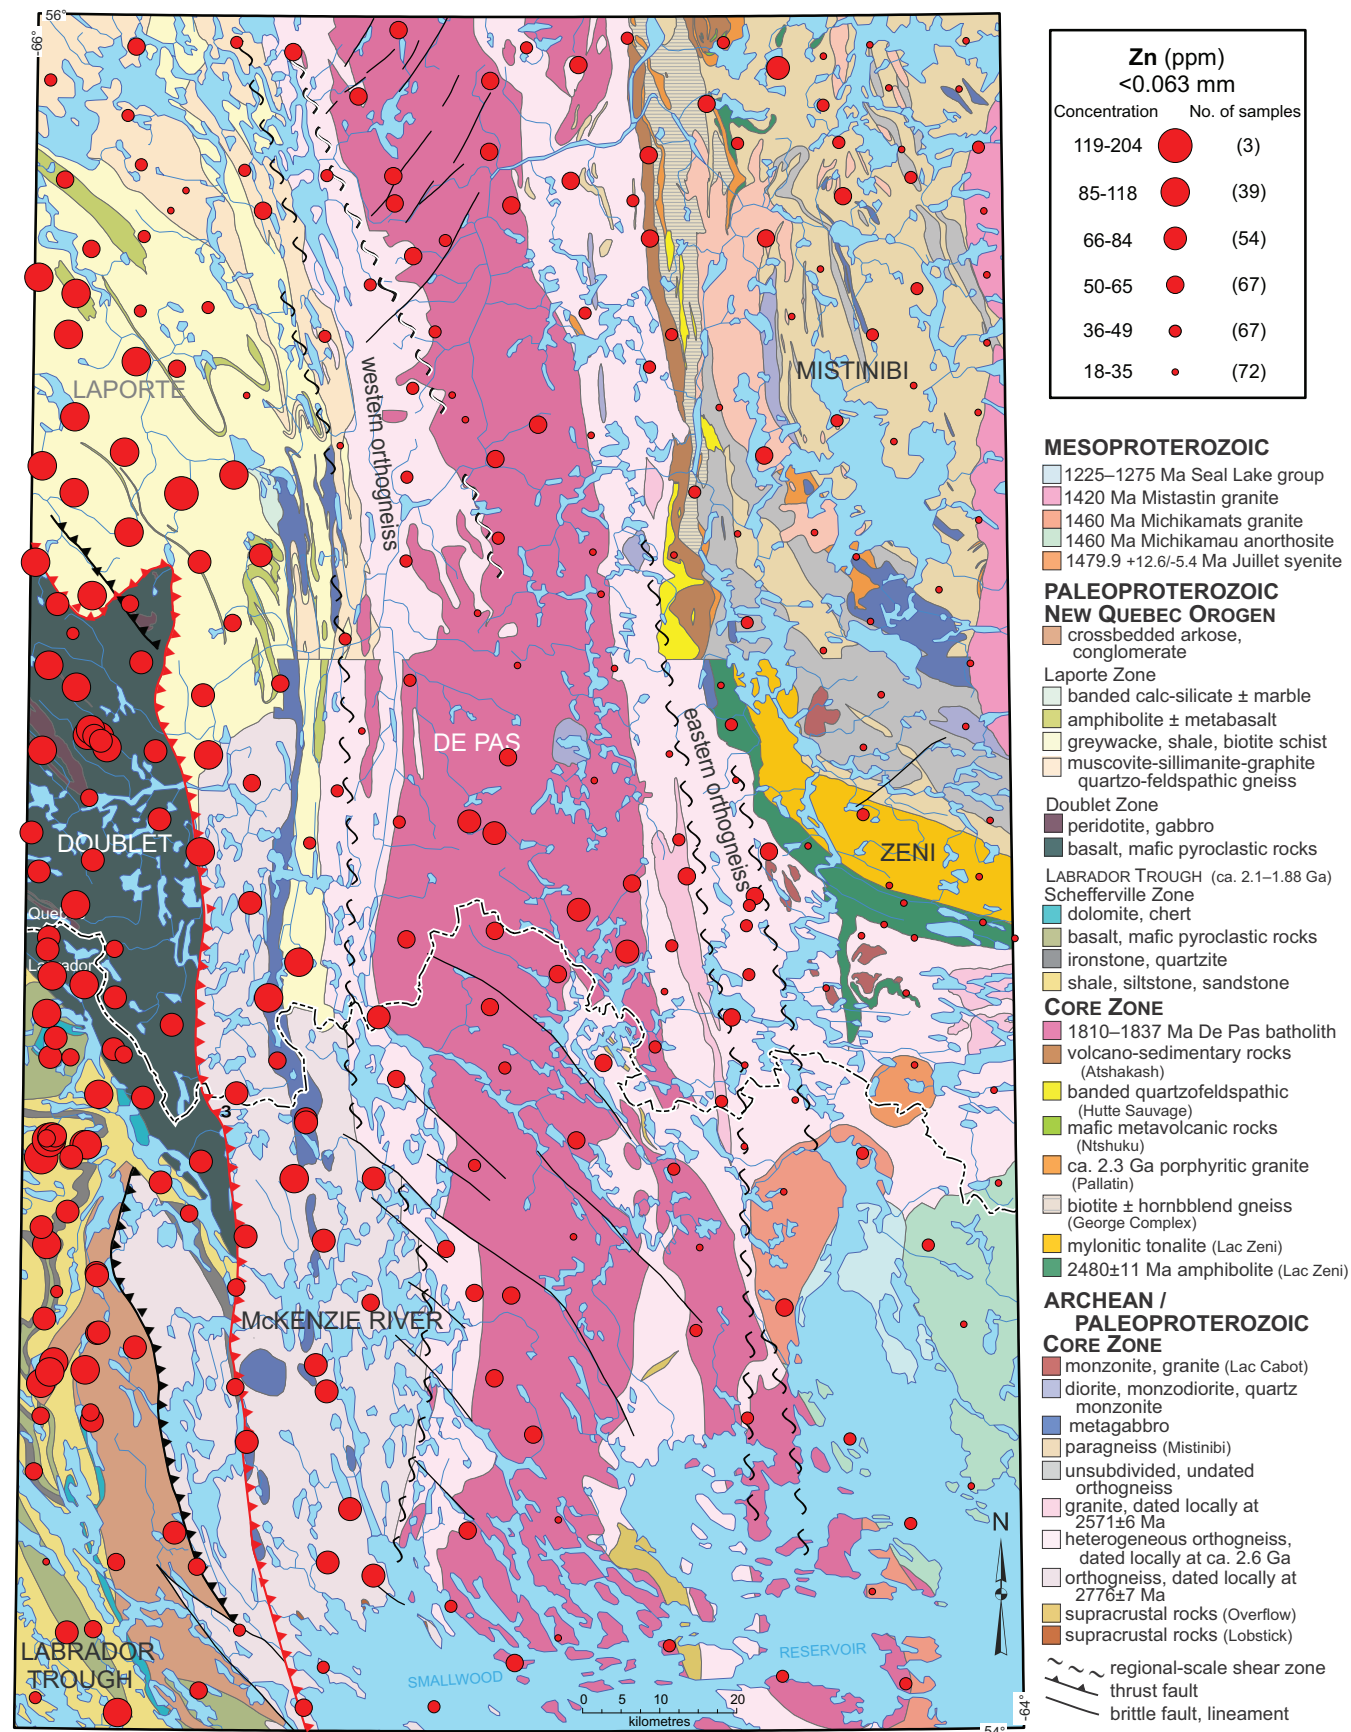 56°
-66°
LAPORTE
western orthogneiss
MISTINIBI
DE PAS
eastern orthogneiss
DOUBLET
ZENI
Labrador
3
McKENZIE RIVER
LABRADOR
TROUGH
SMALLWOOD
RESERVOIR
0 5 10 20
kilometres
N
-64°
54°
Zn (ppm)
<0.063 mm
Concentration No. of samples
119-204 (3)
85-118 (39)
66-84 (54)
50-65 (67)
36-49 (67)
18-35 (72)
MESOPROTEROZOIC
1225–1275 Ma Seal Lake group
1420 Ma Mistastin granite
1460 Ma Michikamats granite
1460 Ma Michikamau anorthosite
1479.9 +12.6/-5.4 Ma Juillet syenite
PALEOPROTEROZOIC
NEW QUEBEC OROGEN
crossbedded arkose,
conglomerate
Laporte Zone
banded calc-silicate ± marble
amphibolite ± metabasalt
greywacke, shale, biotite schist
muscovite-sillimanite-graphite
quartzo-feldspathic gneiss
Doublet Zone
peridotite, gabbro
basalt, mafic pyroclastic rocks
LABRADOR TROUGH (ca. 2.1–1.88 Ga)
Schefferville Zone
dolomite, chert
basalt, mafic pyroclastic rocks
ironstone, quartzite
shale, siltstone, sandstone
CORE ZONE
1810–1837 Ma De Pas batholith
volcano-sedimentary rocks
(Atshakash)
banded quartzofeldspathic
(Hutte Sauvage)
mafic metavolcanic rocks
(Ntshuku)
ca. 2.3 Ga porphyritic granite
(Pallatin)
biotite ± hornbblend gneiss
(George Complex)
mylonitic tonalite (Lac Zeni)
2480±11 Ma amphibolite (Lac Zeni)
ARCHEAN /
PALEOPROTEROZOIC
CORE ZONE
monzonite, granite (Lac Cabot)
diorite, monzodiorite, quartz
monzonite
metagabbro
paragneiss (Mistinibi)
unsubdivided, undated
orthogneiss
granite, dated locally at
2571±6 Ma
heterogeneous orthogneiss,
dated locally at ca. 2.6 Ga
orthogneiss, dated locally at
2776±7 Ma
supracrustal rocks (Overflow)
supracrustal rocks (Lobstick)
regional-scale shear zone
thrust fault
brittle fault, lineament